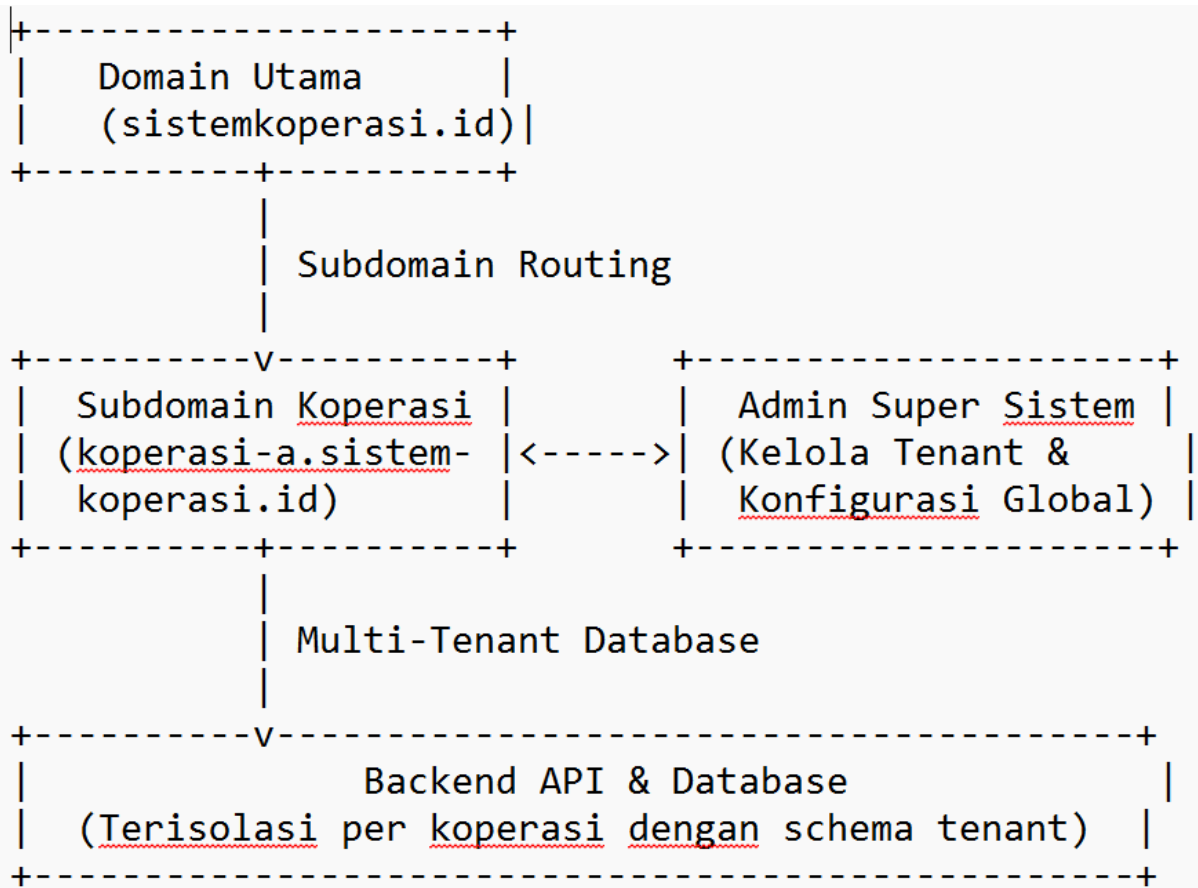 +---------------------+
|   Domain Utama      |
|   (sistemkoperasi.id)|
+----------+----------+
           |
           | Subdomain Routing
           |
+----------v----------+       +---------------------+
|  Subdomain Koperasi |       |  Admin Super Sistem |
| (koperasi-a.sistem- |<----->| (Kelola Tenant &     |
|  koperasi.id)       |       |  Konfigurasi Global) |
+----------+----------+       +---------------------+
           |
           | Multi-Tenant Database
           |
+----------v---------------------------------------+
|               Backend API & Database              |
|  (Terisolasi per koperasi dengan schema tenant)  |
+--------------------------------------------------+